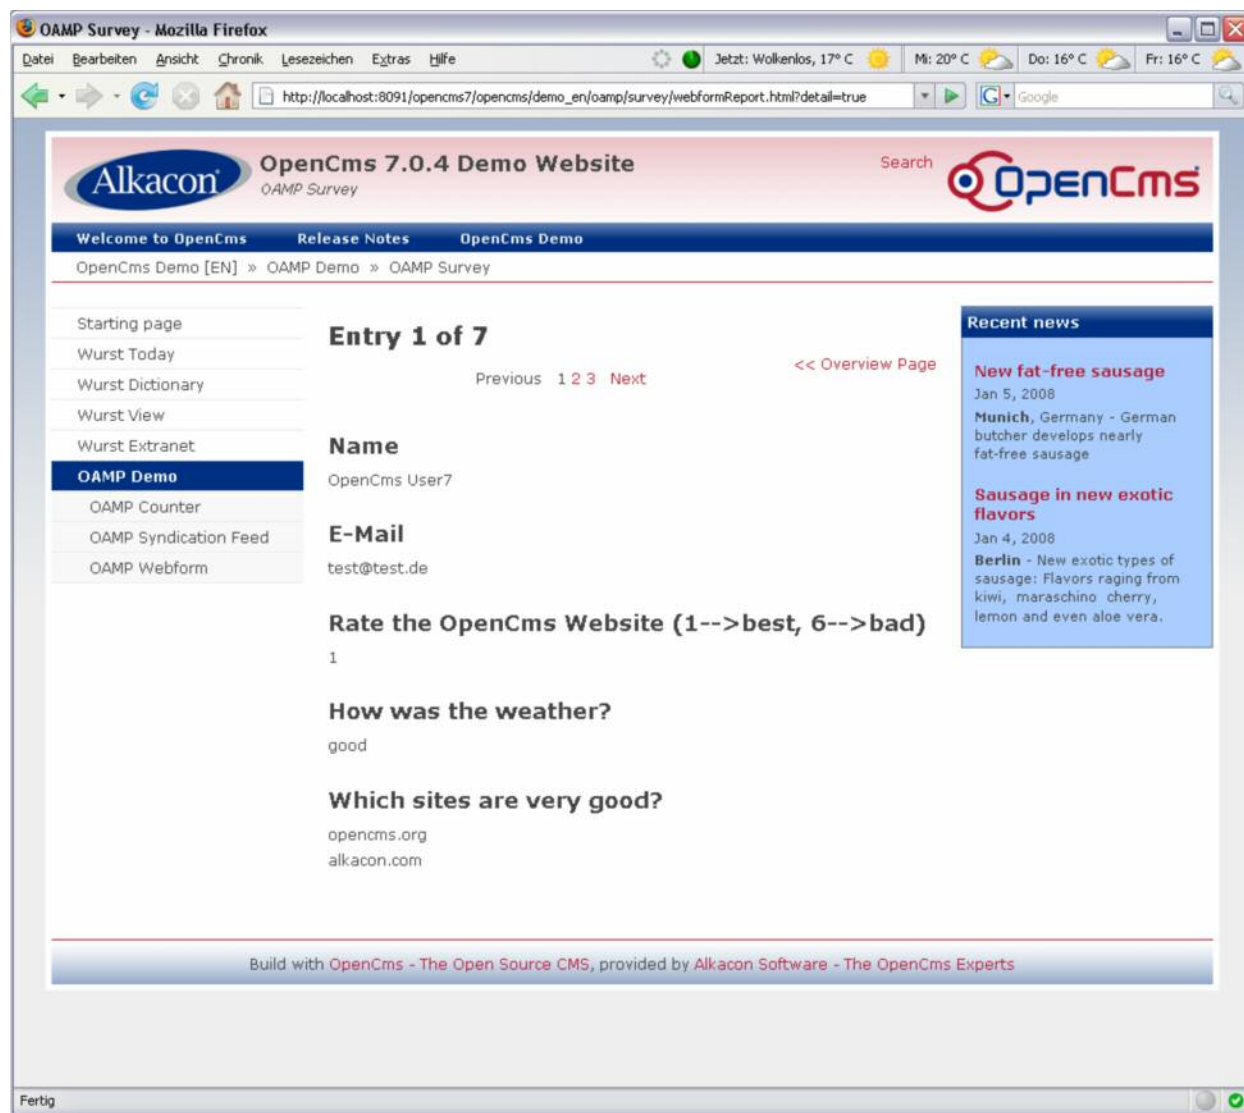 OAMP Survey - Mozilla Firefox
Datei Bearbeiten Ansicht Chronik Lesezeichen Extras Hilfe Jetzt: Wolkenlos, 17° C Mi: 20° C Do: 16° C Fr: 16° C
http://localhost:8091/opencms7/opencms/demo_en/oamp/survey/webformReport.html?detail=true G Google
Alkacon
OpenCms 7.0.4 Demo Website
OAMP Survey
Search
OpenCms
Welcome to OpenCms Release Notes OpenCms Demo
OpenCms Demo [EN] » OAMP Demo » OAMP Survey
Starting page
Wurst Today
Wurst Dictionary
Wurst View
Wurst Extranet
OAMP Demo
OAMP Counter
OAMP Syndication Feed
OAMP Webform
Entry 1 of 7
<< Overview Page
Previous 1 2 3 Next
Name
OpenCms User7
E-Mail
test@test.de
Rate the OpenCms Website (1-->best, 6-->bad)
1
How was the weather?
good
Which sites are very good?
opencms.org
alkacon.com
Recent news
New fat-free sausage
Jan 5, 2008
Munich, Germany - German
butcher develops nearly
fat-free sausage
Sausage in new exotic
flavors
Jan 4, 2008
Berlin - New exotic types of
sausage: Flavors raging from
kiwi, maraschino cherry,
lemon and even aloe vera.
Build with OpenCms - The Open Source CMS, provided by Alkacon Software - The OpenCms Experts
Fertig